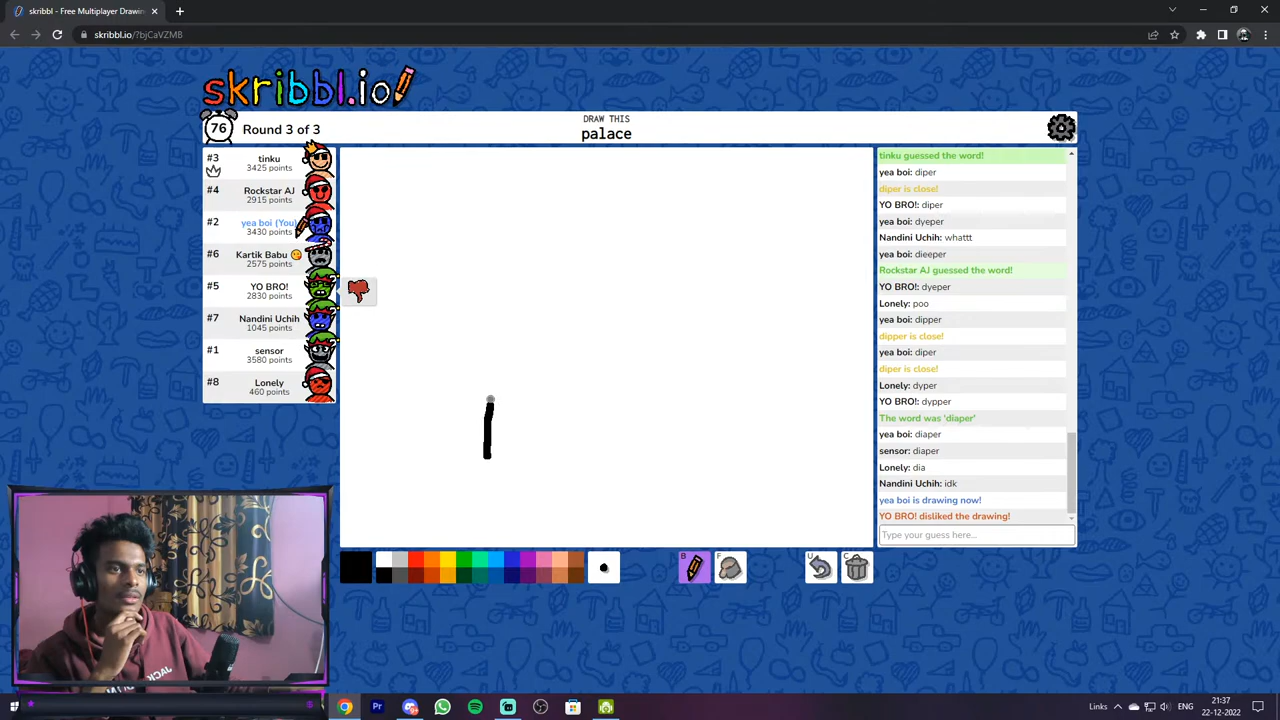 skribbl - Free Multiplayer Drawin
skribbl.io/?bjCaVZMB
skribbl.io
76
Round 3 of 3
DRAW THIS
palace
#3
tinku
3425 points
#4
Rockstar AJ
2915 points
#2
yea boi (You)
3430 points
#6
Kartik Babu 😋
2575 points
#5
YO BRO!
2830 points
#7
Nandini Uchih
1045 points
#1
sensor
3580 points
#8
Lonely
460 points
tinku guessed the word!
yea boi: diper
diper is close!
YO BRO!: diper
yea boi: dyeper
Nandini Uchih: whattt
yea boi: dieeper
Rockstar AJ guessed the word!
YO BRO!: dyeper
Lonely: poo
yea boi: dipper
dipper is close!
yea boi: diper
diper is close!
Lonely: dyper
YO BRO!: dypper
The word was 'diaper'
yea boi: diaper
sensor: diaper
Lonely: dia
Nandini Uchih: idk
yea boi is drawing now!
YO BRO! disliked the drawing!
Type your guess here...
B
F
U
C
Pr
Links
ENG
21:37
22-12-2022